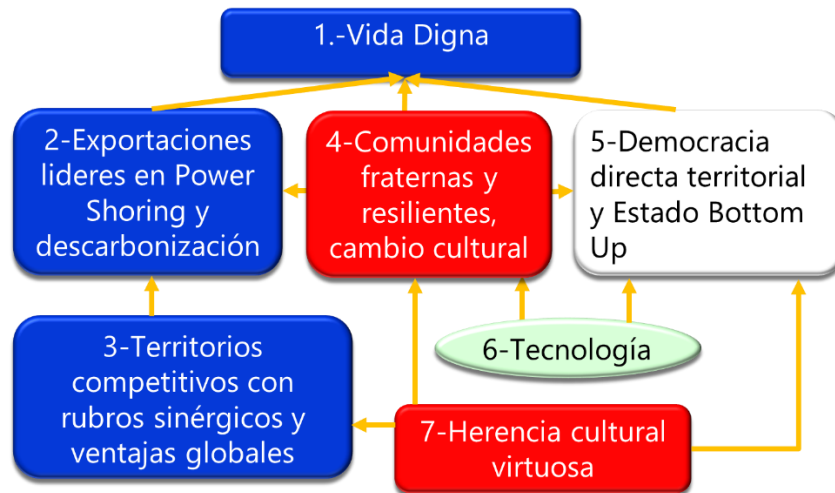 1.-Vida Digna
2-Exportaciones
lideres en Power
Shoring y
descarbonización
4-Comunidades
fraternas y
resilientes,
cambio cultural
5-Democracia
directa territorial
y Estado Bottom
Up
3-Territorios
competitivos con
rubros sinérgicos y
ventajas globales
6-Tecnología
7-Herencia cultural
virtuosa